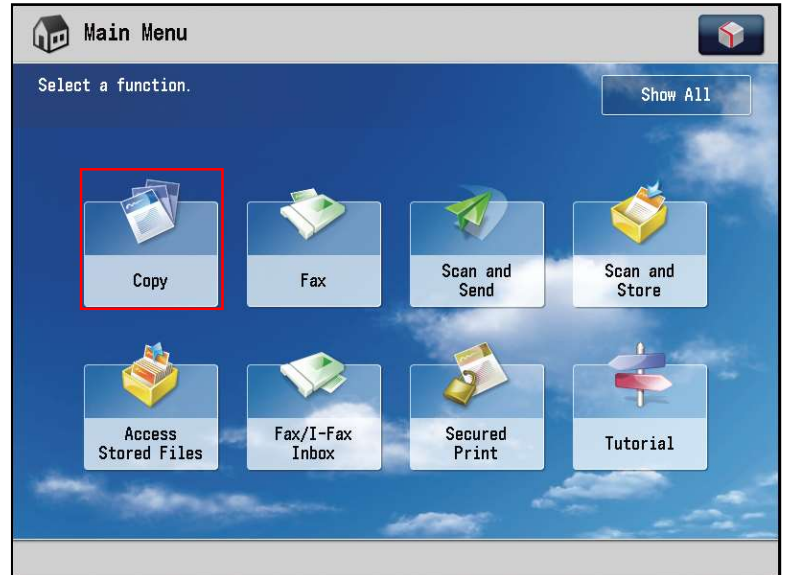 Main Menu
Select a function.
Show All
Copy
Fax
Scan and
Send
Scan and
Store
Access
Stored Files
Fax/I-Fax
Inbox
Secured
Print
Tutorial